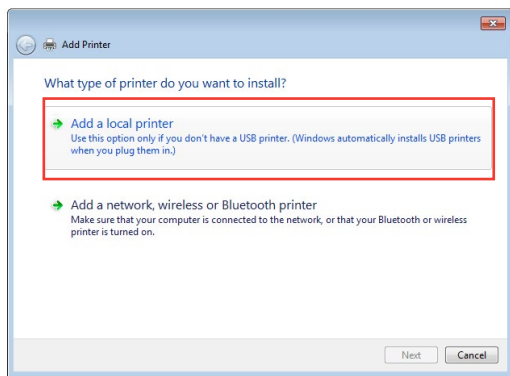 Add Printer
What type of printer do you want to install?
Add a local printer
Use this option only if you don't have a USB printer. (Windows automatically installs USB printers
when you plug them in.)
Add a network, wireless or Bluetooth printer
Make sure that your computer is connected to the network, or that your Bluetooth or wireless
printer is turned on.
Next Cancel